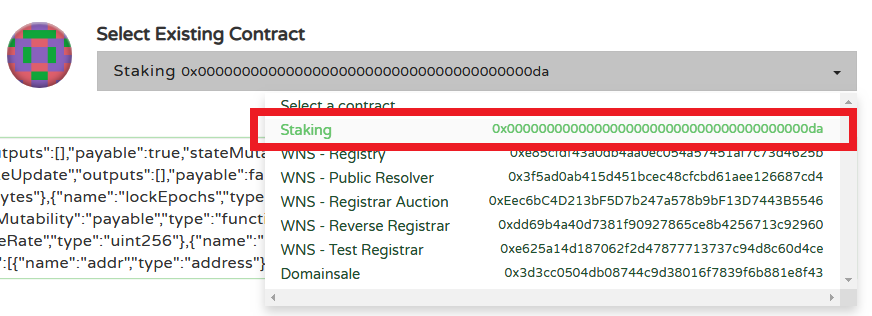 Select Existing Contract
Staking 0x00000000000000000000000000000000000000da
Select a contract
Staking 0x00000000000000000000000000000000000000da
WNS - Registry 0xe85cfdf43a0db4aa0ec054a57451af7c73d4625b
WNS - Public Resolver 0x3f5ad0ab415d451bcec48cfcbd61aee126687cd4
WNS - Registrar Auction 0xEec6bC4D213bF5D7b247a578b9bF13D7443B5546
WNS - Reverse Registrar 0xdd69b4a40d7381f90927865ce8b4256713c92960
WNS - Test Registrar 0xe625a14d187062f2d47877713737c94d8c60d4ce
Domainsale 0x3d3cc0504db08744c9d38016f7839f6b881e8f43
tputs":[],"payable":true,"stateMuta
eUpdate","outputs":[],"payable":fa
ytes"},{"name":"lockEpochs","type
Mutability":"payable","type":"functi
eRate","type":"uint256"},{"name":"
:[{"name":"addr","type":"address"}